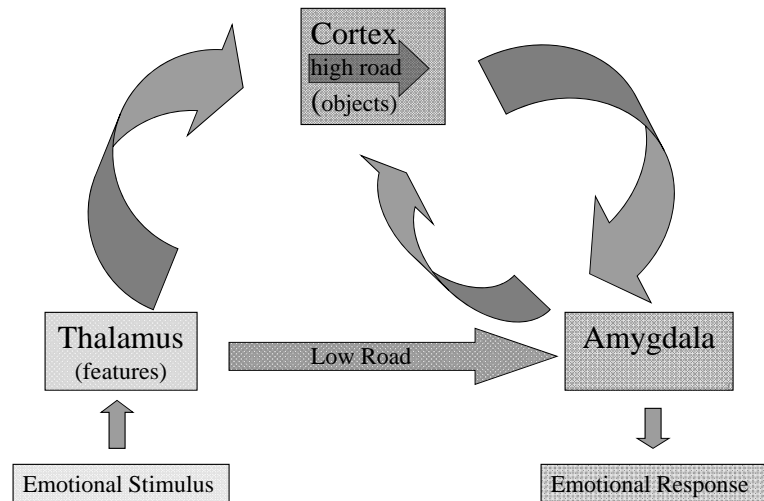 Cortex
high road
(objects)
Thalamus
(features)
Low Road
Amygdala
Emotional Stimulus
Emotional Response